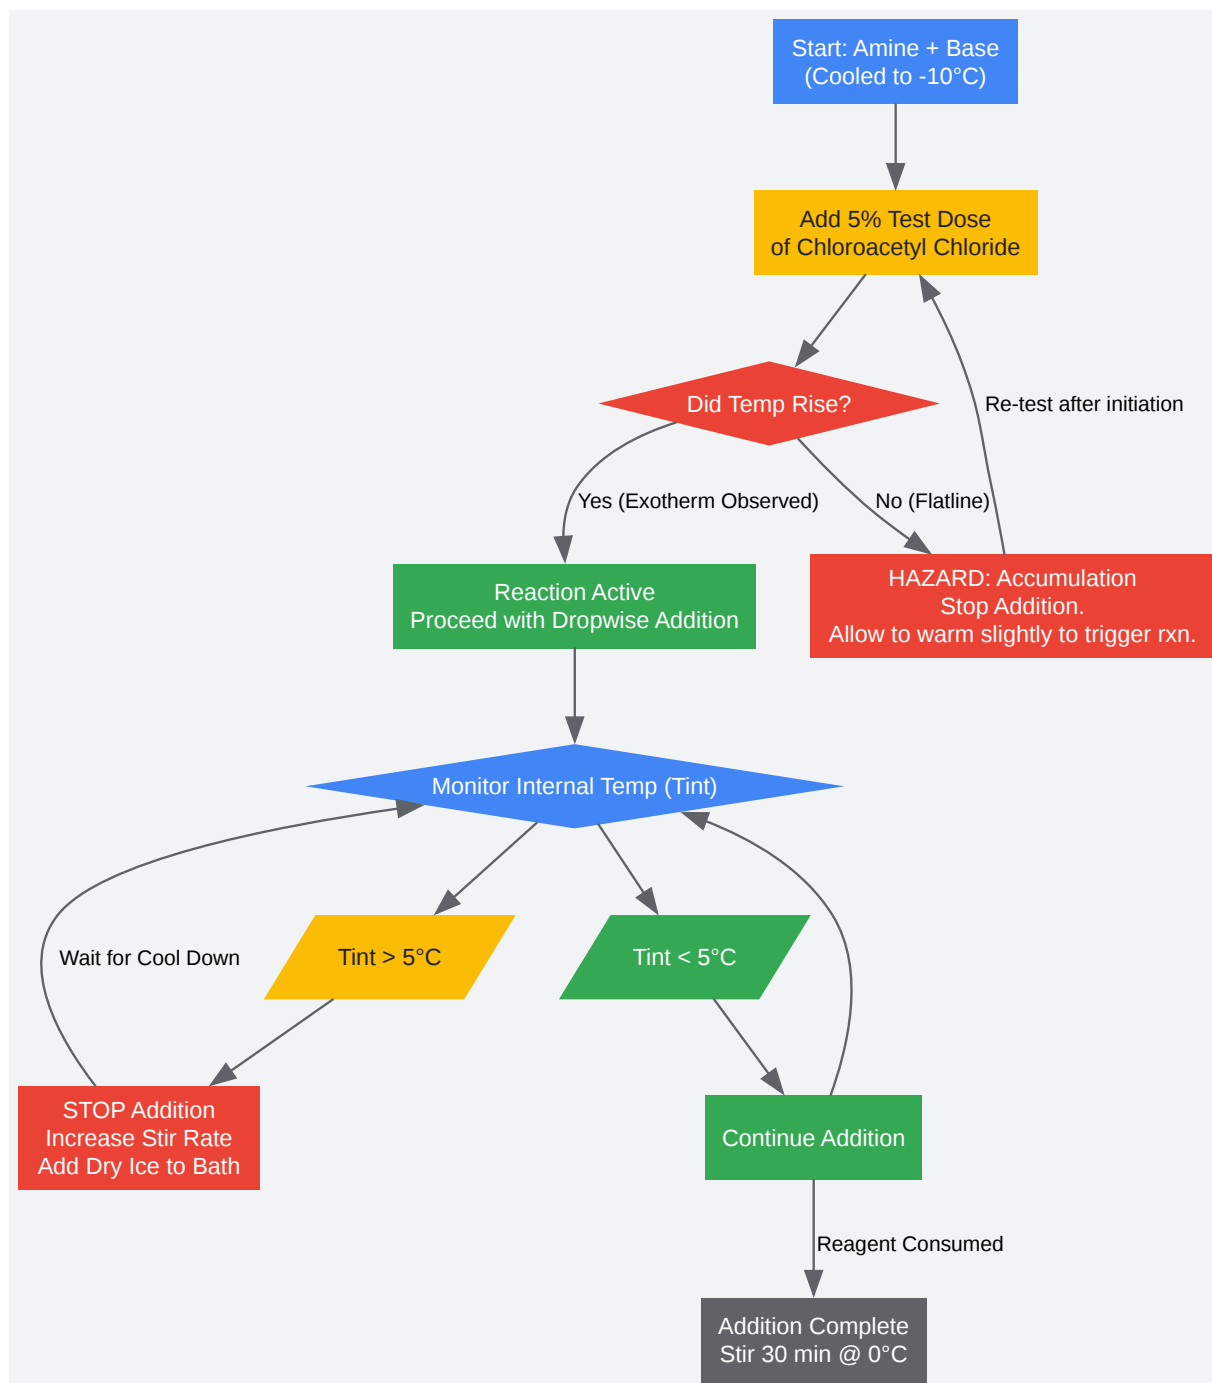 Start: Amine + Base
(Cooled to -10°C)
Add 5% Test Dose
of Chloroacetyl Chloride
Did Temp Rise?
Re-test after initiation
Yes (Exotherm Observed)
No (Flatline)
Reaction Active
Proceed with Dropwise Addition
HAZARD: Accumulation
Stop Addition.
Allow to warm slightly to trigger rxn.
Monitor Internal Temp (Tint)
Wait for Cool Down
Tint > 5°C
Tint < 5°C
STOP Addition
Increase Stir Rate
Add Dry Ice to Bath
Continue Addition
Reagent Consumed
Addition Complete
Stir 30 min @ 0°C